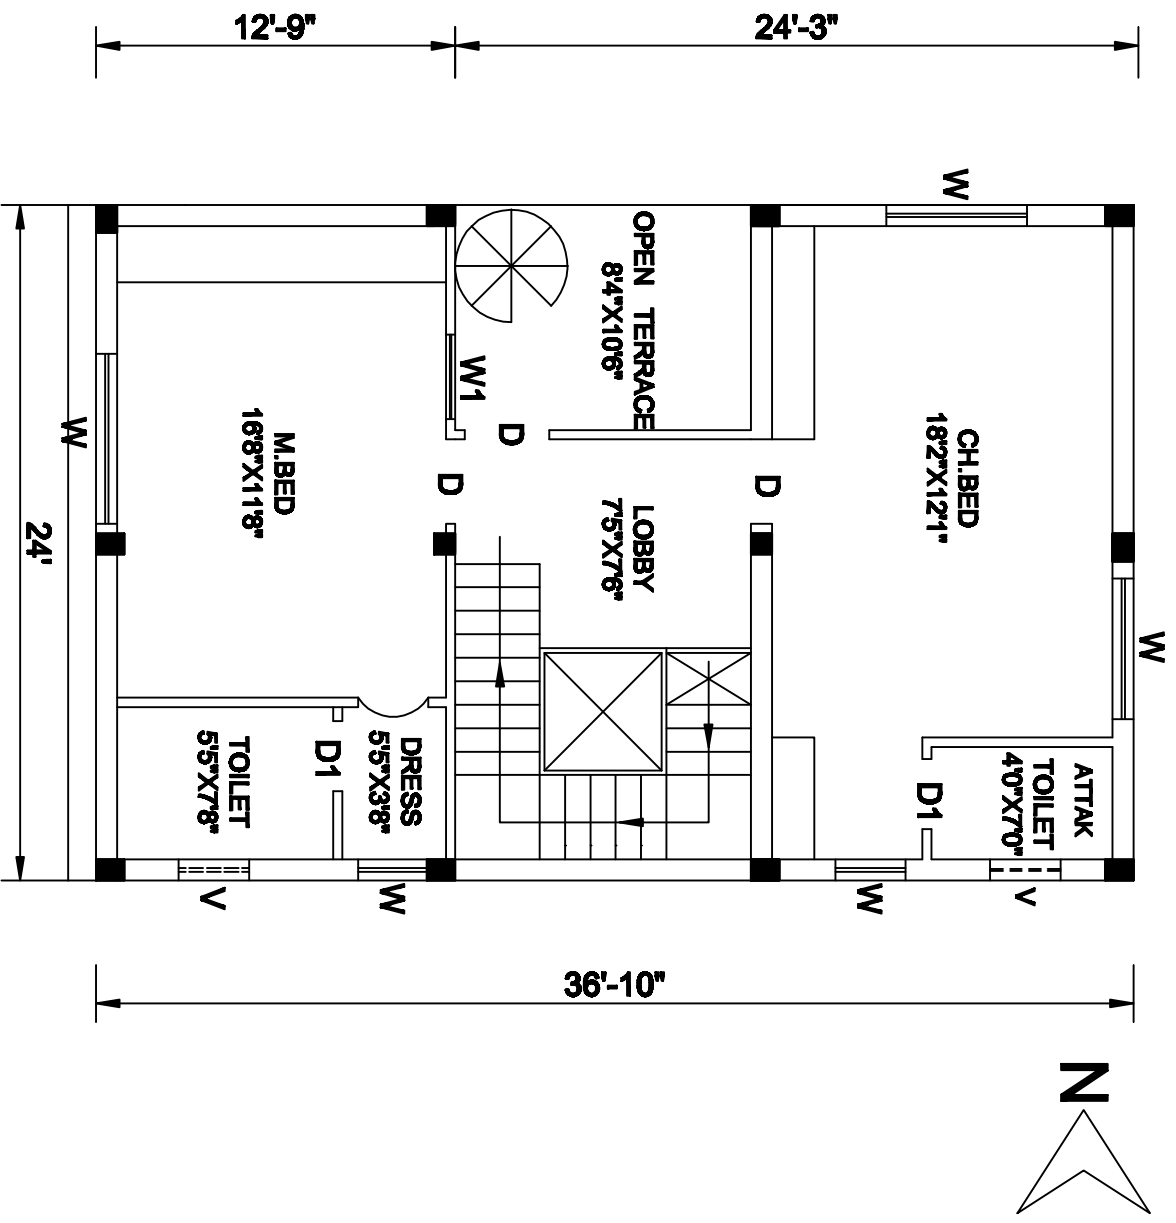 12'-9"
24'-3"
W
OPEN TERRACE
8'4"X10'6"
W1
D
W
M.BED
16'8"X11'8"
D
D
CH.BED
18'2"X12'1"
LOBBY
7'5"X7'6"
24'
W
TOILET
5'5"X7'8"
D1
DRESS
5'5"X3'8"
D1
ATTAK
TOILET
4'0"X7'0"
V
W
W
V
36'-10"
N